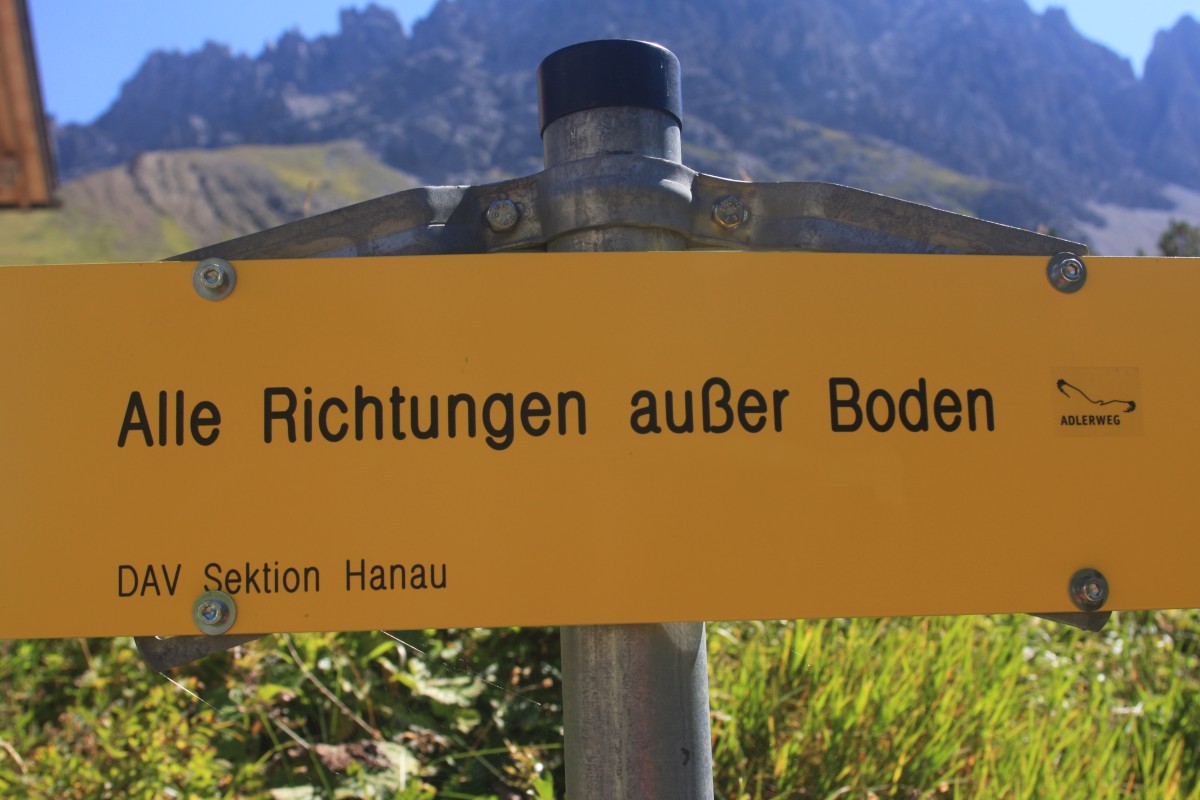 Alle Richtungen außer Boden
ADLERWEG
DAV Sektion Hanau